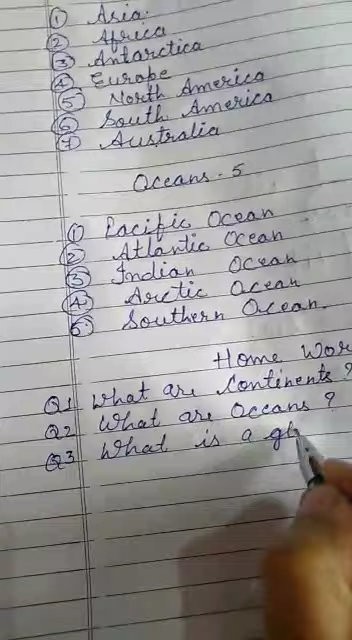 ① Asia.
② Africa
③ Antarctica
④ Europe
⑤ North America
⑥ South America
⑦ Australia
Oceans - 5
① Pacific Ocean
② Atlantic Ocean
③ Indian Ocean
④ Arctic Ocean
⑤ Southern Ocean.
Home Wor
Q1 What are Continents?
Q2 What are Oceans?
Q3 What is a